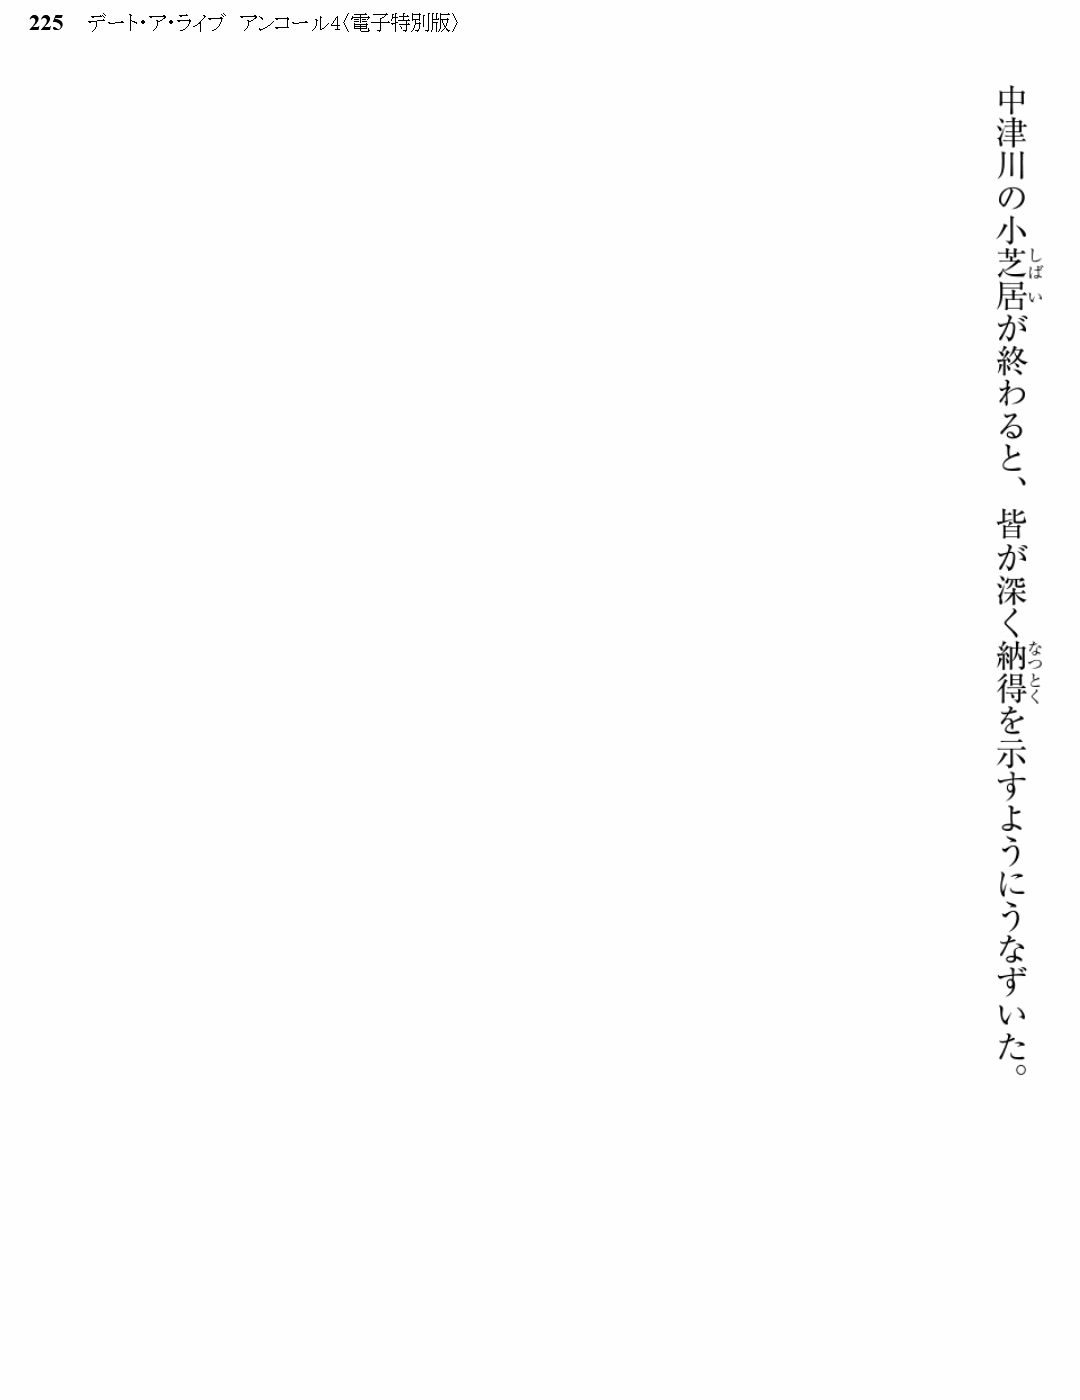 225 デート・ア・ライブ アンコール4〈電子特別版〉
中津川の小芝居が終わると、皆が深く納得を示すようにうなずいた。
しばい
なっとく